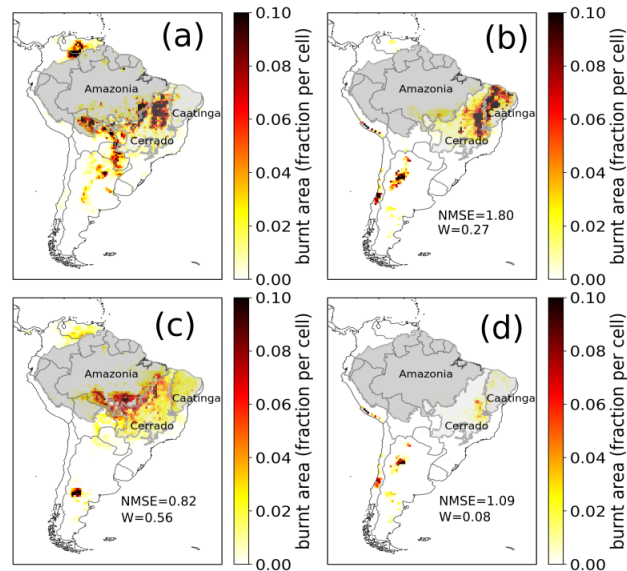 (a)
Amazonia
Caatinga
Cerrado
0.10
0.08
0.06
0.04
0.02
0.00
burnt area (fraction per cell)
(b)
Amazonia
Caatinga
Cerrado
NMSE=1.80
W=0.27
0.10
0.08
0.06
0.04
0.02
0.00
burnt area (fraction per cell)
(c)
Amazonia
Caatinga
Cerrado
NMSE=0.82
W=0.56
0.10
0.08
0.06
0.04
0.02
0.00
burnt area (fraction per cell)
(d)
Amazonia
Caatinga
Cerrado
NMSE=1.09
W=0.08
0.10
0.08
0.06
0.04
0.02
0.00
burnt area (fraction per cell)